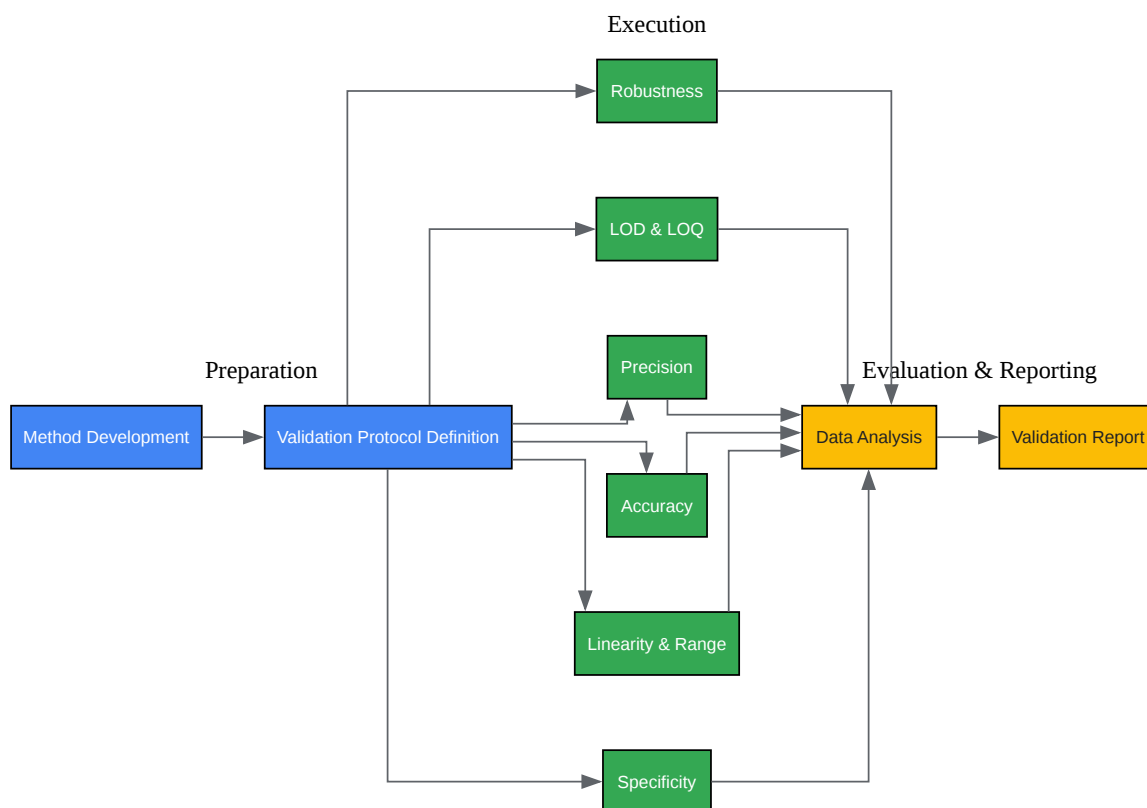 Execution
Robustness
LOD & LOQ
Precision
Preparation
Evaluation & Reporting
Method Development
Validation Protocol Definition
Data Analysis
Validation Report
Accuracy
Linearity & Range
Specificity